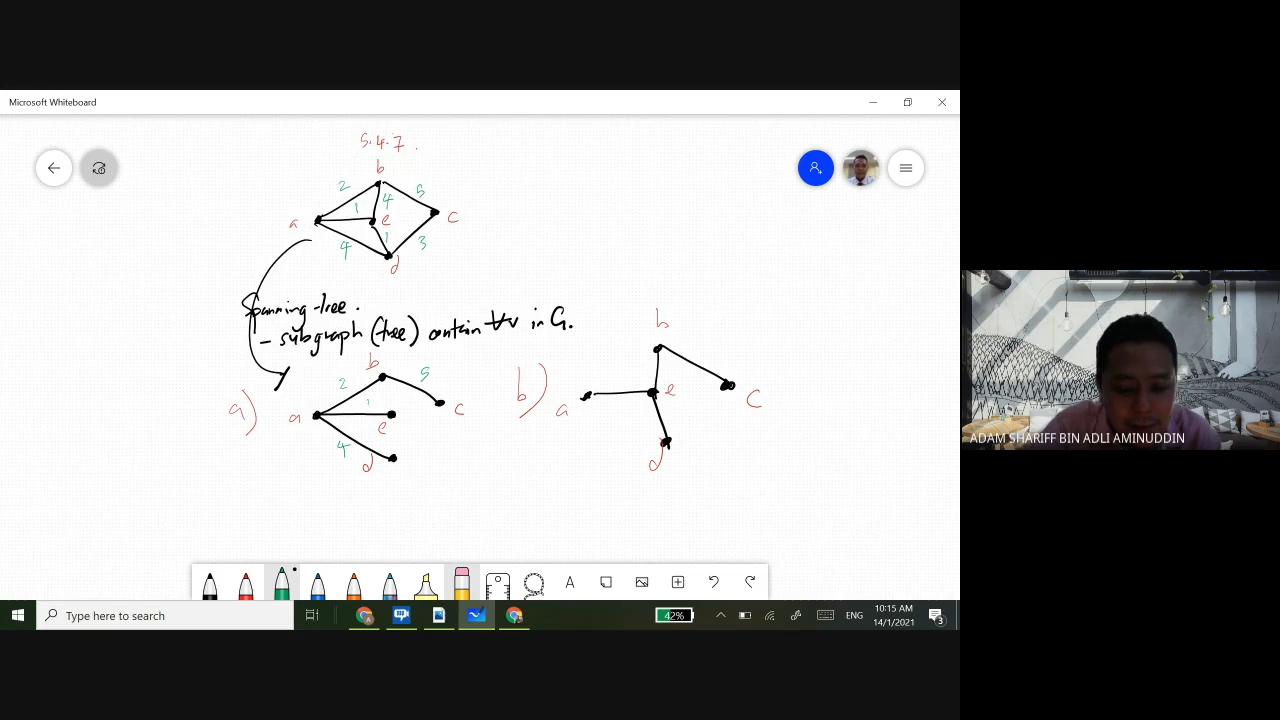 Microsoft Whiteboard
5.4.7.
b
2
5
1
4
a
e
c
1
4
3
d
Spanning-tree.
- subgraph (tree) contain ∀v in G.
a)
b
2
5
1
a
e
c
4
d
b)
b
a
e
c
d
ADAM SHARIFF BIN ADLI AMINUDDIN
A
Type here to search
42%
ENG
10:15 AM
14/1/2021
3